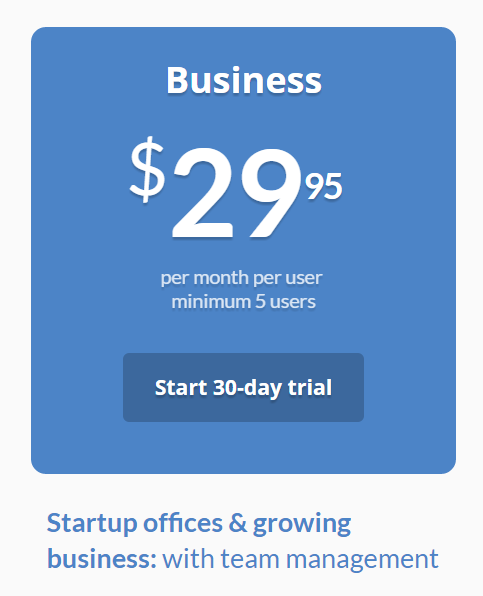 Business
$29.95
per month per user
minimum 5 users
Start 30-day trial
Startup offices & growing
business: with team management